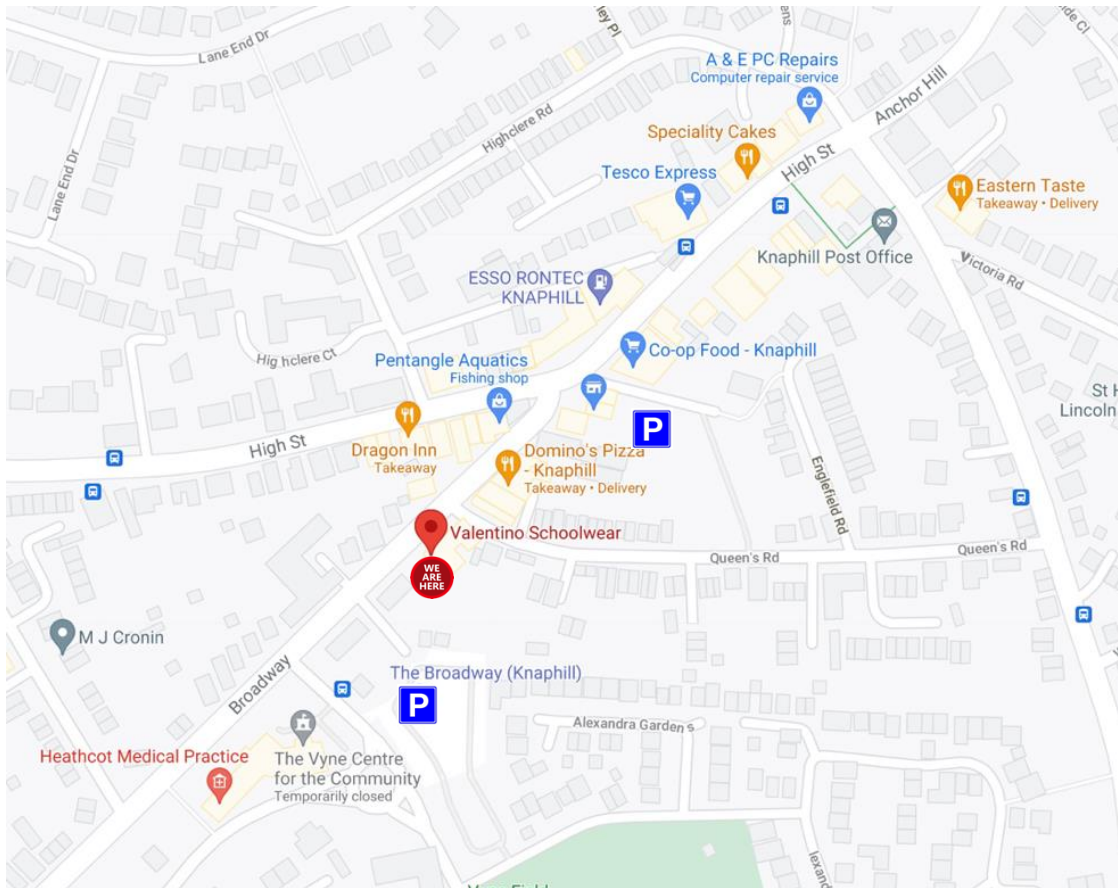 Lane End Dr
A & E PC Repairs
Computer repair service
Anchor Hill
Highclere Rd
Speciality Cakes
High St
Tesco Express
Lane End Dr
Eastern Taste
Takeaway • Delivery
Knaphill Post Office
Victoria Rd
ESSO RONTEC
KNAPHILL
Highclere Ct
Pentangle Aquatics
Fishing shop
Co-op Food - Knaphill
P
High St
Dragon Inn
Takeaway
Domino's Pizza
- Knaphill
Takeaway • Delivery
Englefield Rd
Lincoln
Valentino Schoolwear
WE
ARE
HERE
Queen's Rd
Queen's Rd
M J Cronin
Broadway
The Broadway (Knaphill)
P
Alexandra Gardens
Heathcot Medical Practice
The Vyne Centre
for the Community
Temporarily closed